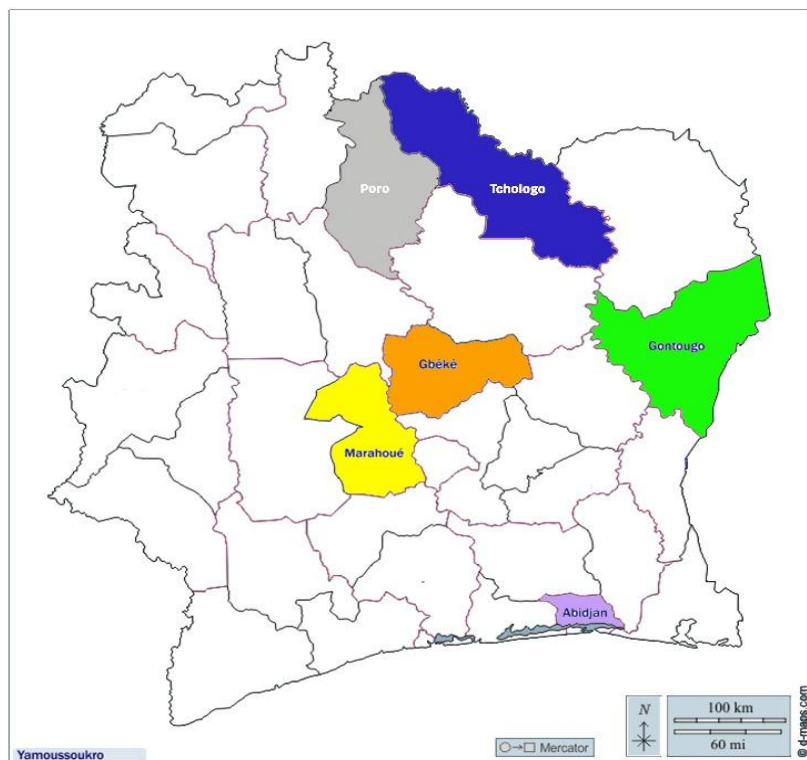 Poro
Tchologo
Gontougo
Gbêkê
Marahoué
Abidjan
N
100 km
60 mi
Mercator
© d-maps.com
Yamoussoukro